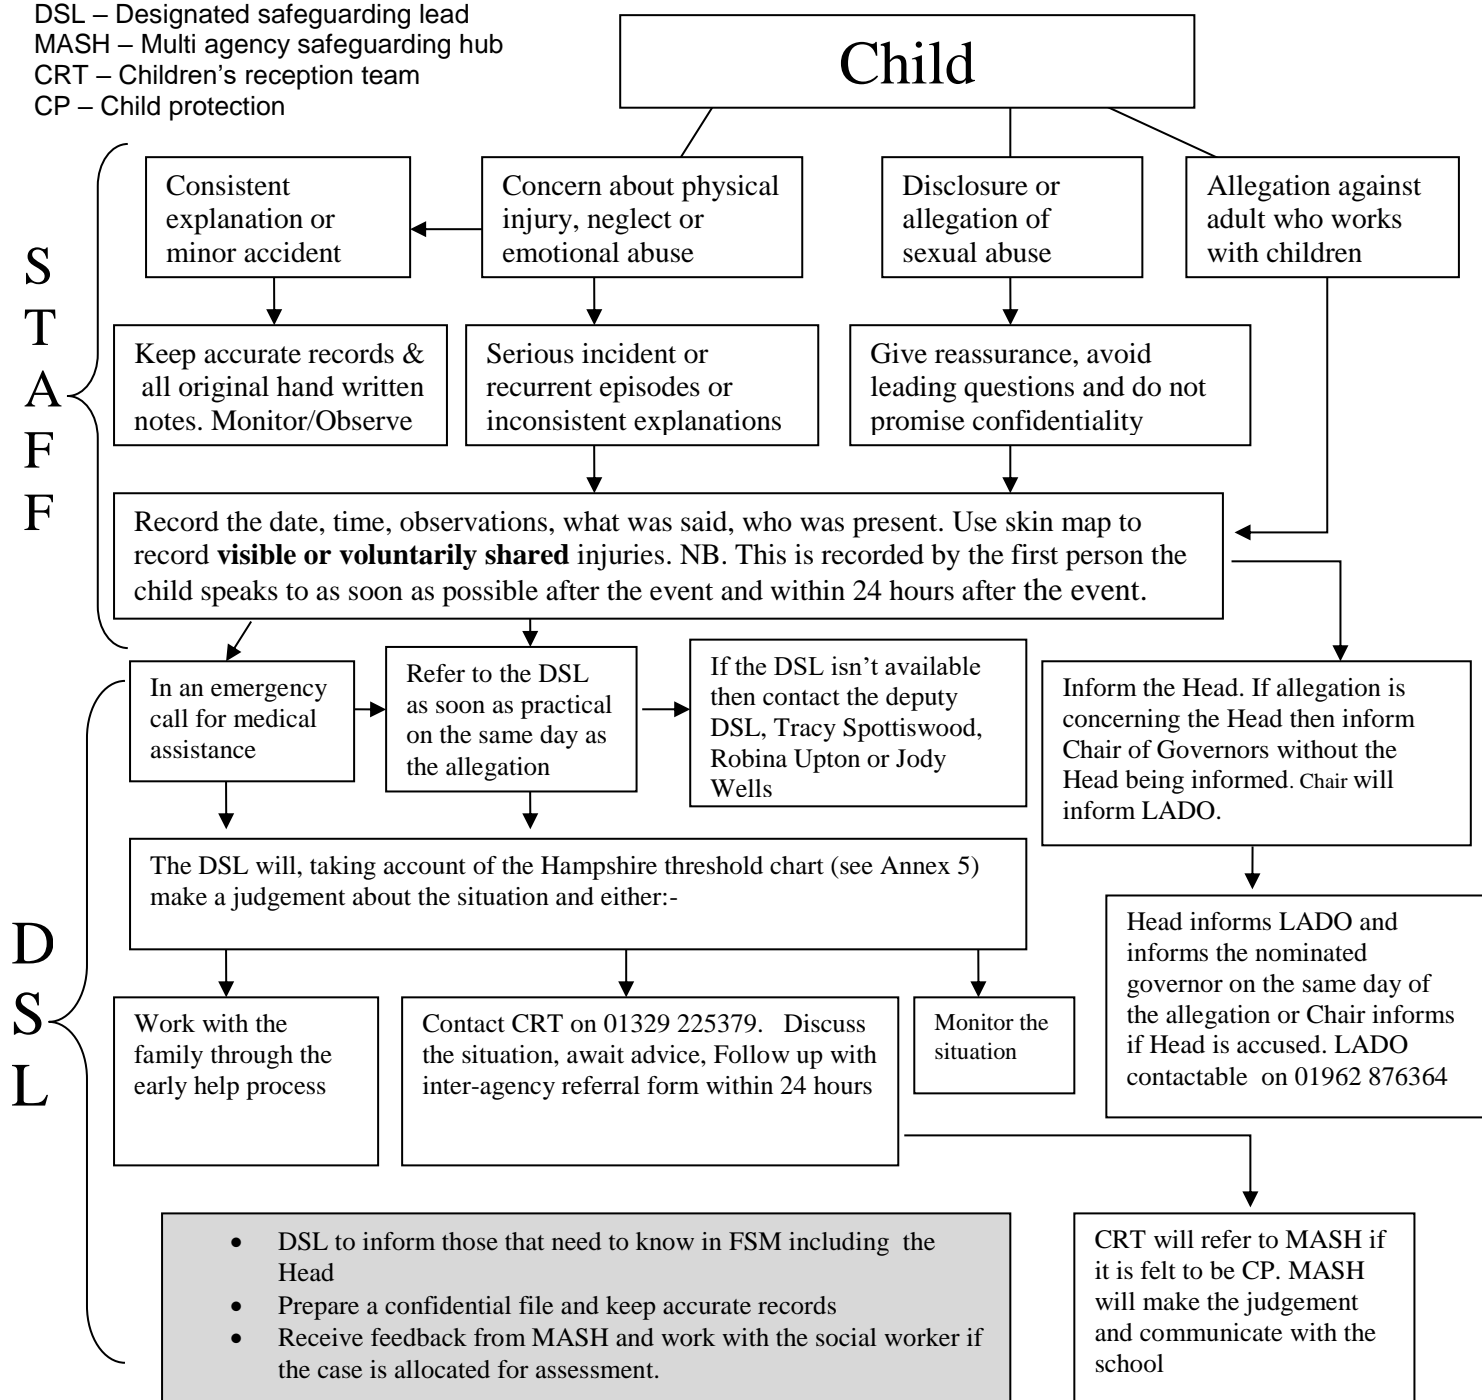 DSL – Designated safeguarding lead
MASH – Multi agency safeguarding hub
CRT – Children's reception team
CP – Child protection
Child
S
T
A
F
F
Consistent
explanation or
minor accident
Concern about physical
injury, neglect or
emotional abuse
Disclosure or
allegation of
sexual abuse
Allegation against
adult who works
with children
Keep accurate records &
all original hand written
notes. Monitor/Observe
Serious incident or
recurrent episodes or
inconsistent explanations
Give reassurance, avoid
leading questions and do not
promise confidentiality
Record the date, time, observations, what was said, who was present. Use skin map to
record visible or voluntarily shared injuries. NB. This is recorded by the first person the
child speaks to as soon as possible after the event and within 24 hours after the event.
D
S
L
In an emergency
call for medical
assistance
Refer to the DSL
as soon as practical
on the same day as
the allegation
If the DSL isn't available
then contact the deputy
DSL, Tracy Spottiswood,
Robina Upton or Jody
Wells
Inform the Head. If allegation is
concerning the Head then inform
Chair of Governors without the
Head being informed. Chair will
inform LADO.
The DSL will, taking account of the Hampshire threshold chart (see Annex 5)
make a judgement about the situation and either:-
Head informs LADO and
informs the nominated
governor on the same day of
the allegation or Chair informs
if Head is accused. LADO
contactable  on 01962 876364
Work with the
family through the
early help process
Contact CRT on 01329 225379.   Discuss
the situation, await advice, Follow up with
inter-agency referral form within 24 hours
Monitor the
situation
• DSL to inform those that need to know in FSM including  the
Head
• Prepare a confidential file and keep accurate records
• Receive feedback from MASH and work with the social worker if
the case is allocated for assessment.
CRT will refer to MASH if
it is felt to be CP. MASH
will make the judgement
and communicate with the
school